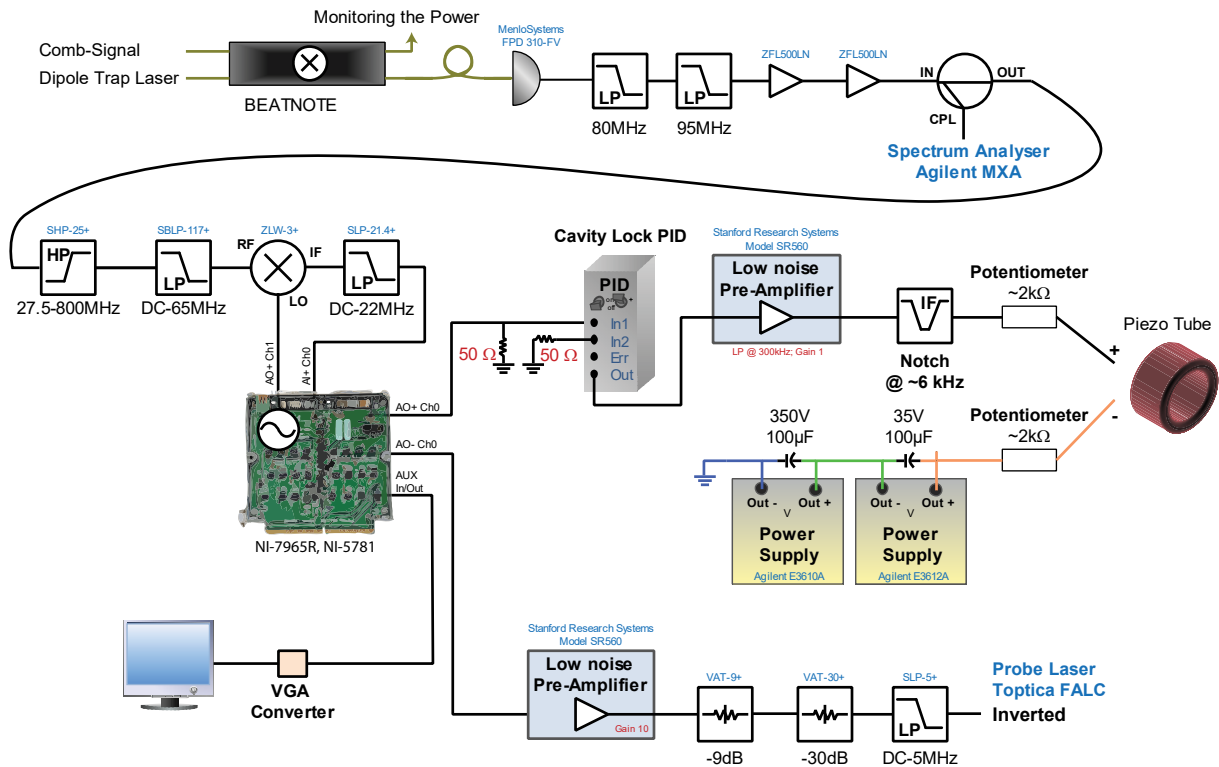 Monitoring the Power
MenloSystems
FPD 310-FV
Comb-Signal
Dipole Trap Laser
BEATNOTE
LP
80MHz
LP
95MHz
ZFL500LN
ZFL500LN
IN
OUT
CPL
Spectrum Analyser
Agilent MXA
SHP-25+
HP
27.5-800MHz
SBLP-117+
LP
DC-65MHz
ZLW-3+
RF
IF
LO
SLP-21.4+
LP
DC-22MHz
Cavity Lock PID
PID
on
off
+
-
In1
In2
Err
Out
50 Ω
50 Ω
Stanford Research Systems
Model SR560
Low noise
Pre-Amplifier
LP @ 300kHz; Gain 1
IF
Notch
@ ~6 kHz
Potentiometer
~2kΩ
Piezo Tube
+
-
Potentiometer
~2kΩ
AO+ Ch1
AI+ Ch0
AO+ Ch0
AO- Ch0
AUX
In/Out
NI-7965R, NI-5781
350V
100µF
35V
100µF
Out -
V
Out +
Power
Supply
Agilent E3610A
Out -
V
Out +
Power
Supply
Agilent E3612A
VGA
Converter
Stanford Research Systems
Model SR560
Low noise
Pre-Amplifier
Gain 10
VAT-9+
-9dB
VAT-30+
-30dB
SLP-5+
LP
DC-5MHz
Probe Laser
Toptica FALC
Inverted